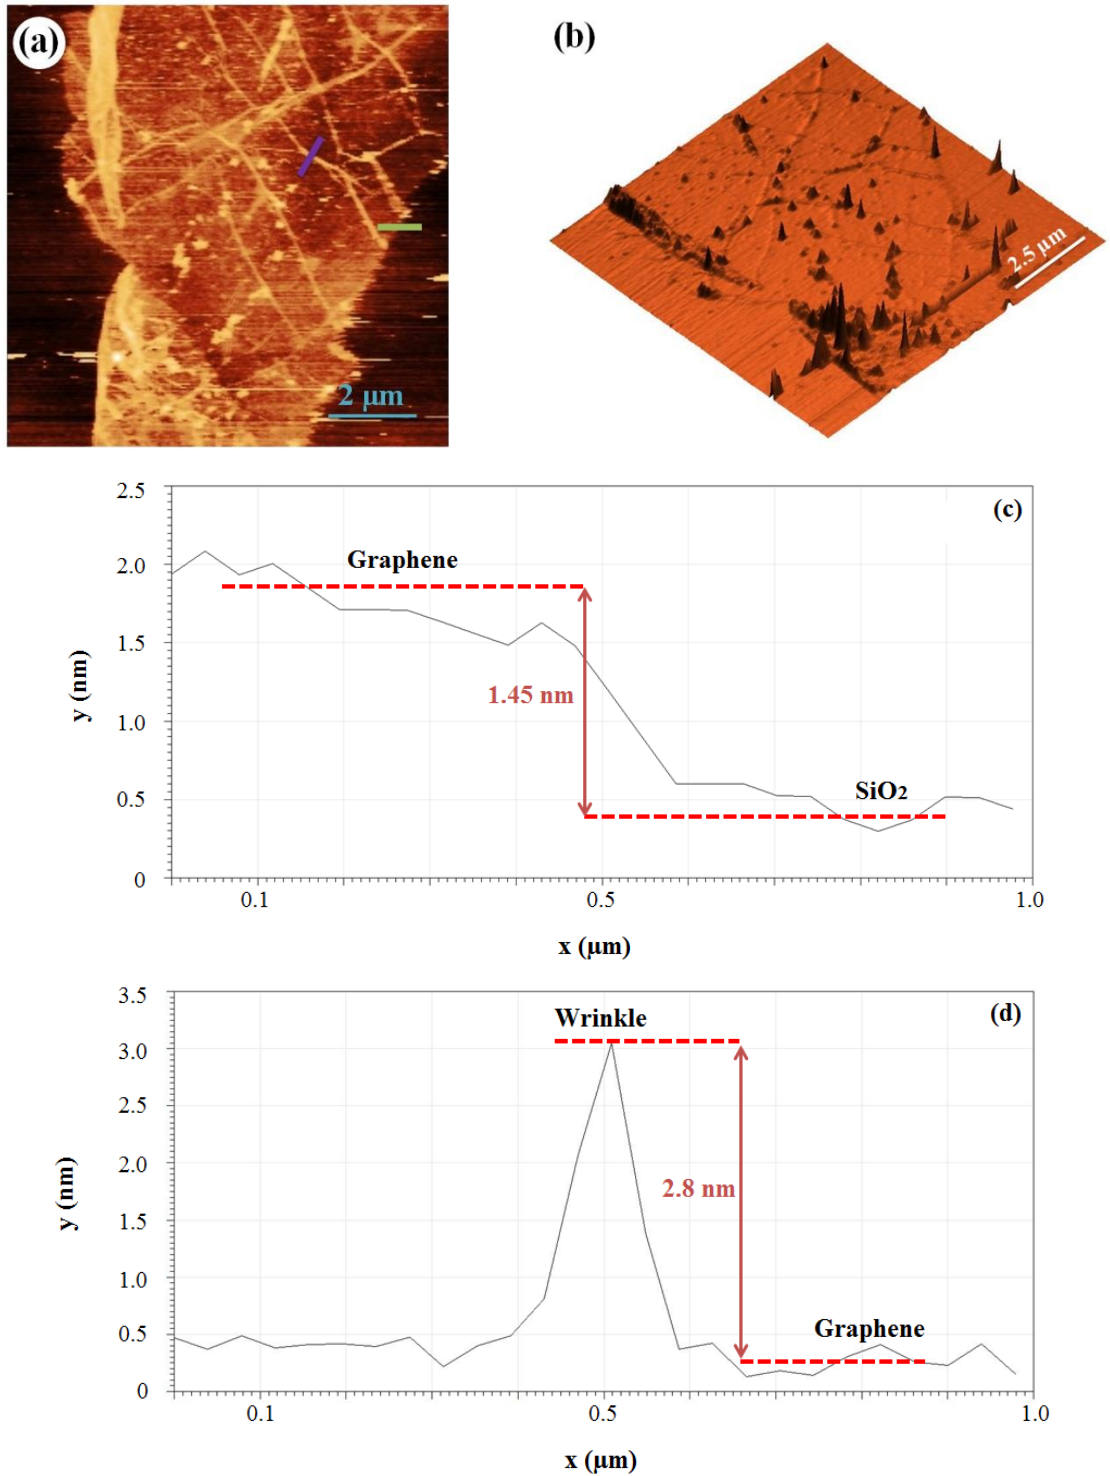 (a)
2 μm
(b)
2.5 μm
(c)
2.5
2.0
1.5
1.0
0.5
0
y (nm)
Graphene
1.45 nm
SiO2
0.1
0.5
1.0
x (μm)
(d)
3.5
3.0
2.5
2.0
1.5
1.0
0.5
0
y (nm)
Wrinkle
2.8 nm
Graphene
0.1
0.5
1.0
x (μm)